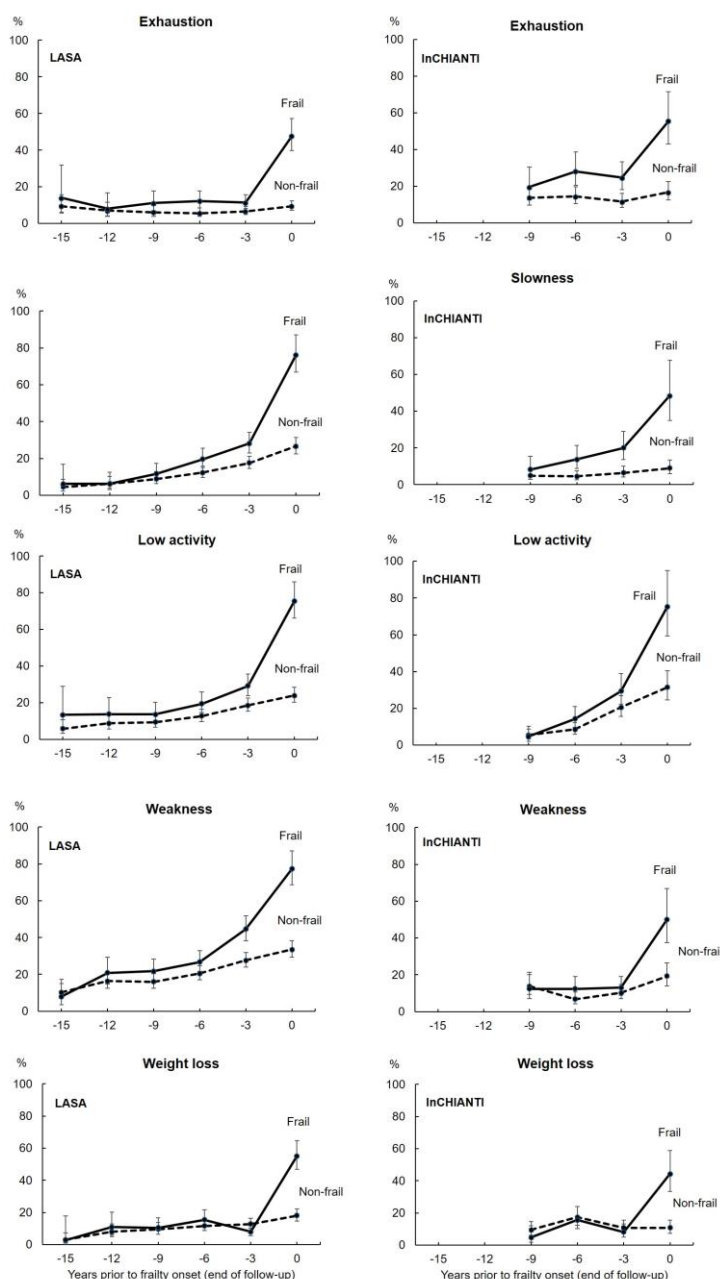 % Exhaustion
100
LASA
80
60
40
20
0
Frail
Non-frail
-15 -12 -9 -6 -3 0
% Exhaustion
100
InCHIANTI
80
60
40
20
0
Frail
Non-frail
-15 -12 -9 -6 -3 0
%
100
80
60
40
20
0
Frail
Non-frail
-15 -12 -9 -6 -3 0
% Slowness
100
InCHIANTI
80
60
40
20
0
Frail
Non-frail
-15 -12 -9 -6 -3 0
Low activity
100
LASA
80
60
40
20
0
Frail
Non-frail
-15 -12 -9 -6 -3 0
Low activity
100
InCHIANTI
80
60
40
20
0
Frail
Non-frail
-15 -12 -9 -6 -3 0
% Weakness
100
LASA
80
60
40
20
0
Frail
Non-frail
-15 -12 -9 -6 -3 0
% Weakness
100
InCHIANTI
80
60
40
20
0
Frail
Non-frail
-15 -12 -9 -6 -3 0
% Weight loss
100
LASA
80
60
40
20
0
Frail
Non-frail
-15 -12 -9 -6 -3 0
Years prior to frailty onset (end of follow-up)
% Weight loss
100
InCHIANTI
80
60
40
20
0
Frail
Non-frail
-15 -12 -9 -6 -3 0
Years prior to frailty onset (end of follow-up)